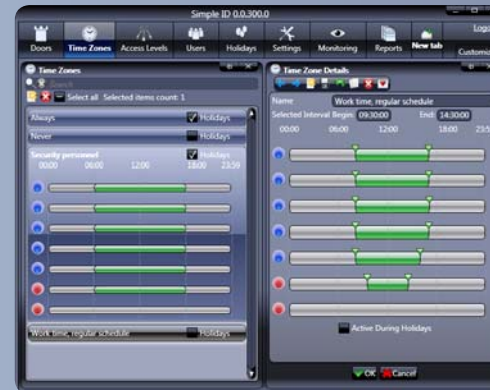 Simple ID 0.0.300.0
Doors
Time Zones
Access Levels
Users
Holidays
Settings
Monitoring
Reports
New tab
Customiz
Time Zones
Search
Select all Selected items count: 1
Always Holidays
Never Holidays
Security personnel Holidays
00:00 06:00 12:00 18:00 23:59
Work time, regular schedule Holidays
Time Zone Details
Name Work time, regular schedule
Selected Interval Begin: 09:30:00 End: 14:30:00
00:00 06:00 12:00 18:00 23:59
Active During Holidays
OK Cancel